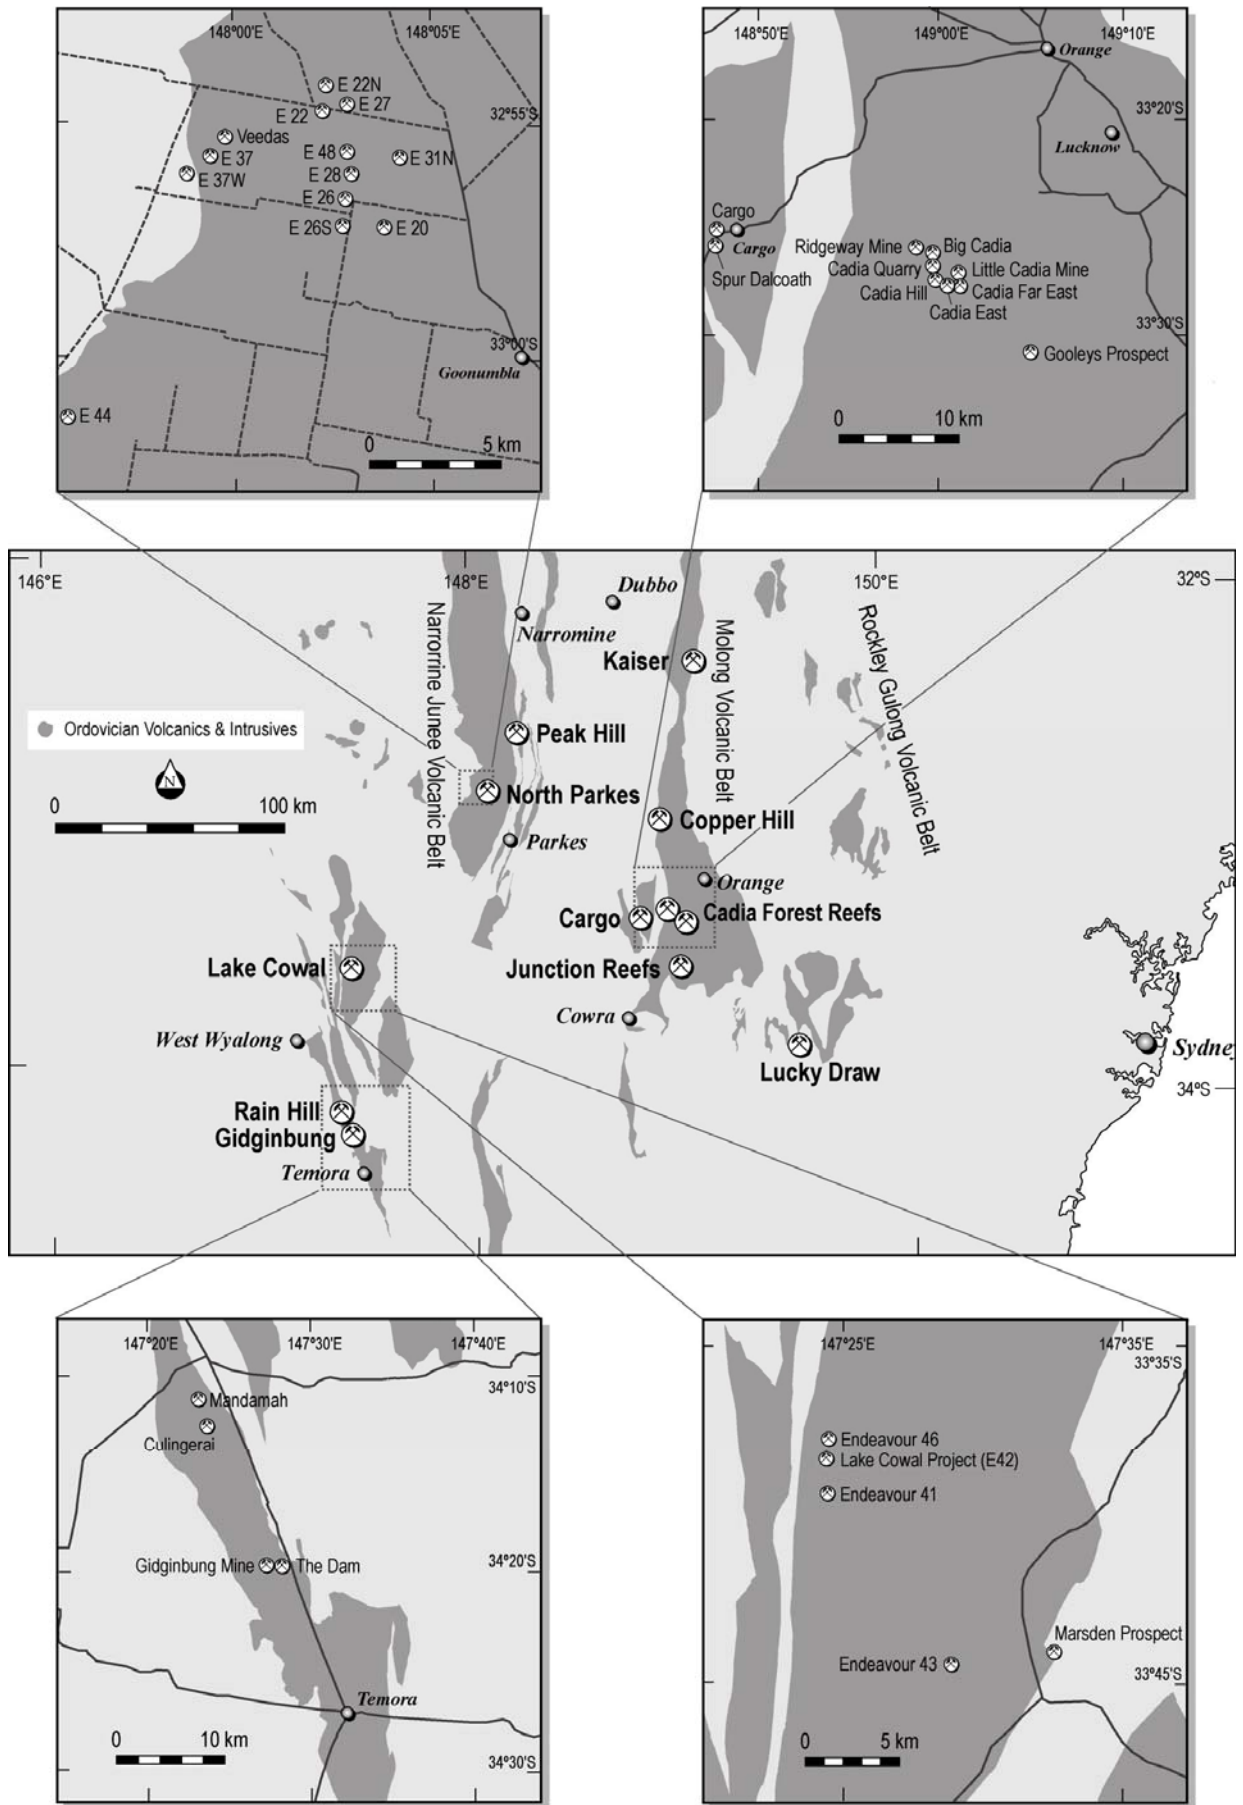 148°00'E
148°05'E
E 22N
E 27
E 22
32°55'S
Veedas
E 48
E 31N
E 37
E 28
E 37W
E 26
E 26S
E 20
33°00'S
Goonumbla
E 44
0 5 km
148°50'E
149°00'E
149°10'E
Orange
33°20'S
Lucknow
Cargo
Cargo
Spur Dalcoath
Ridgeway Mine
Big Cadia
Cadia Quarry
Little Cadia Mine
Cadia Hill
Cadia Far East
Cadia East
33°30'S
Gooleys Prospect
0 10 km
146°E
148°E
150°E
32°S
Dubbo
Narromine
Narromine Junee Volcanic Belt
Molong Volcanic Belt
Rockley Gulong Volcanic Belt
Kaiser
Ordovician Volcanics & Intrusives
Peak Hill
N
North Parkes
0 100 km
Copper Hill
Parkes
Orange
Cargo
Cadia Forest Reefs
Lake Cowal
Junction Reefs
Cowra
West Wyalong
Sydney
Lucky Draw
34°S
Rain Hill
Gidginbung
Temora
147°20'E
147°30'E
147°40'E
34°10'S
Mandamah
Culingerai
Gidginbung Mine
The Dam
34°20'S
Temora
0 10 km
34°30'S
147°25'E
147°35'E
33°35'S
Endeavour 46
Lake Cowal Project (E42)
Endeavour 41
Marsden Prospect
Endeavour 43
33°45'S
0 5 km